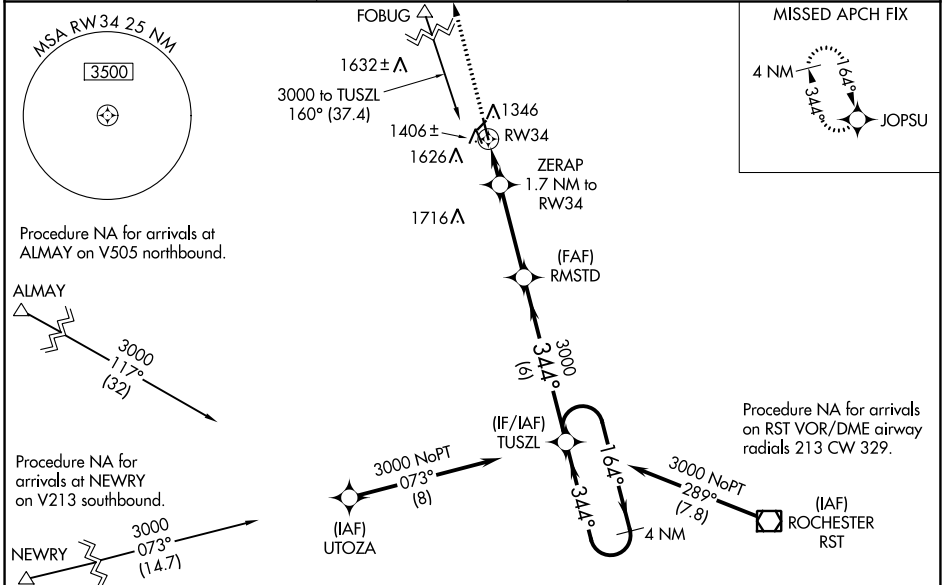 MSA RW34 25 NM
3500
FOBUG
1632±
3000 to TUSZL
160° (37.4)
1346
1406±
RW34
1626
ZERAP
1.7 NM to
RW34
1716
MISSED APCH FIX
4 NM
164°
344°
JOPSU
Procedure NA for arrivals at
ALMAY on V505 northbound.
ALMAY
3000
117°
(32)
(FAF)
RMSTD
3000
344°
(6)
(IF/IAF)
TUSZL
164°
344°
4 NM
Procedure NA for arrivals
on RST VOR/DME airway
radials 213 CW 329.
3000 NoPT
289°
(7.8)
(IAF)
ROCHESTER
RST
3000 NoPT
073°
(8)
(IAF)
UTOZA
Procedure NA for
arrivals at NEWRY
on V213 southbound.
3000
073°
(14.7)
NEWRY